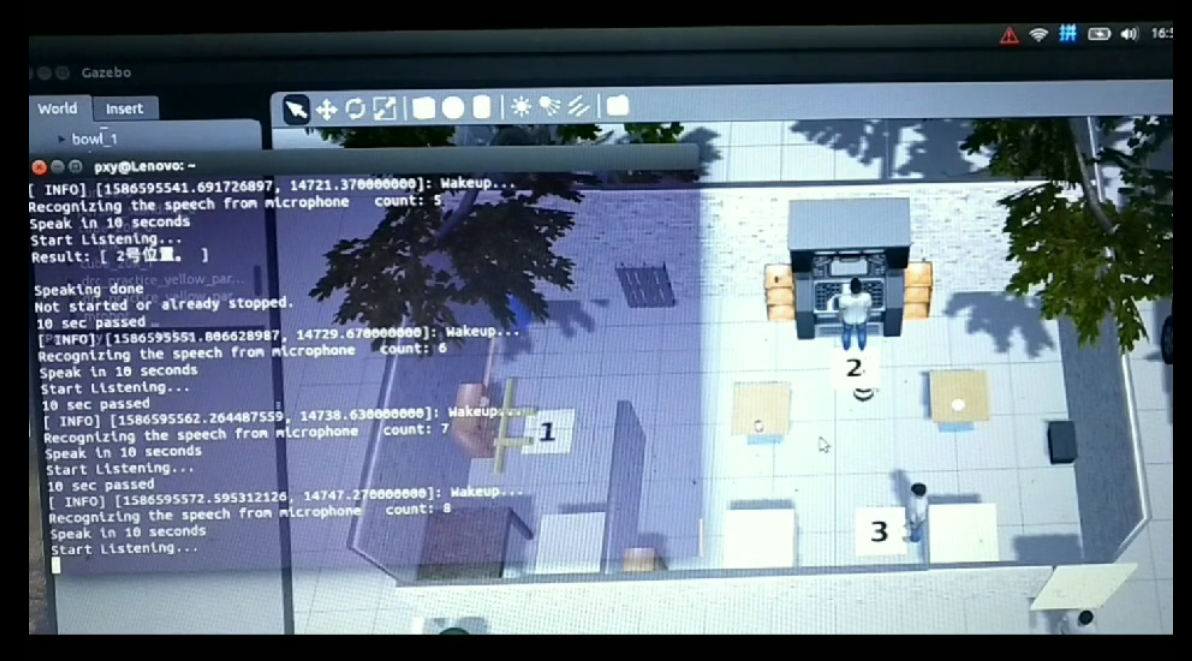 16:5
Gazebo
World
Insert
bowl_1
pxy@Lenovo: ~
[ INFO] [1586595541.691726897, 14721.370000000]: Wakeup...
Recognizing the speech from microphone   count: 5
Speak in 10 seconds
Start Listening...
Result: [ 2号位置。 ]
drc_practice_yellow_par...
Speaking done
Not started or already stopped.
10 sec passed
[ INFO] [1586595551.806628987, 14729.670000000]: Wakeup...
Recognizing the speech from microphone   count: 6
Speak in 10 seconds
Start Listening...
10 sec passed
[ INFO] [1586595562.264487559, 14738.630000000]: Wakeup...
Recognizing the speech from microphone   count: 7
Speak in 10 seconds
Start Listening...
10 sec passed
[ INFO] [1586595572.595312126, 14747.270000000]: Wakeup...
Recognizing the speech from microphone   count: 8
Speak in 10 seconds
Start Listening...
2
1
3